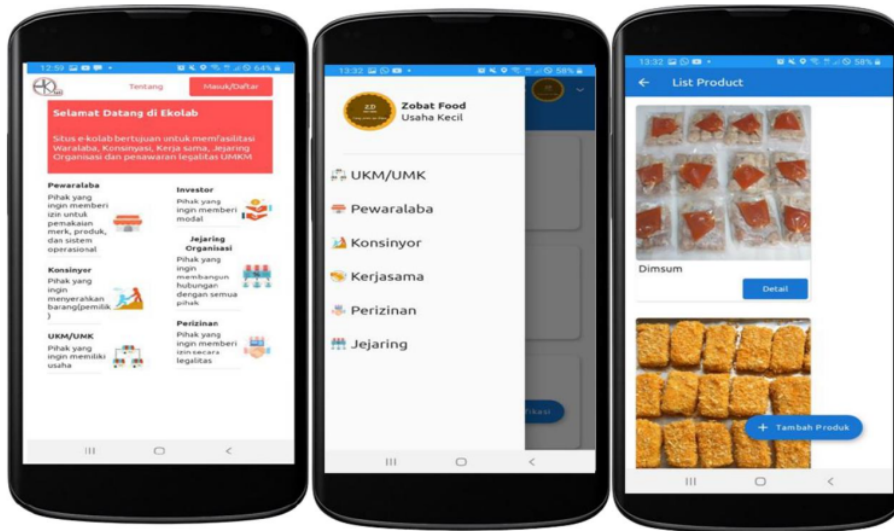 12:59
64%
Tentang
Masuk/Daftar
Selamat Datang di Ekolab
Situs e-kolab bertujuan untuk memfasilitasi
Waralaba, Konsinyasi, Kerja sama, Jejaring
Organisasi dan penawaran legalitas UMKM
Pewaralaba
Pihak yang
ingin memberi
izin untuk
pemakaian
merk, produk,
dan sistem
operasional
Investor
Pihak yang
ingin memberi
modal
Jejaring
Organisasi
Pihak yang
ingin
membangun
hubungan
dengan semua
pihak
Konsinyor
Pihak yang
ingin
menyerahkan
barang(pemilik
)
UKM/UMK
Pihak yang
ingin memiliki
usaha
Perizinan
Pihak yang
ingin memberi
izin secara
legalitas
13:32
58%
Z.D
Zobat Food
Usaha Kecil
UKM/UMK
Pewaralaba
Konsinyor
Kerjasama
Perizinan
Jejaring
fikasi
13:32
58%
List Product
Dimsum
Detail
+ Tambah Produk